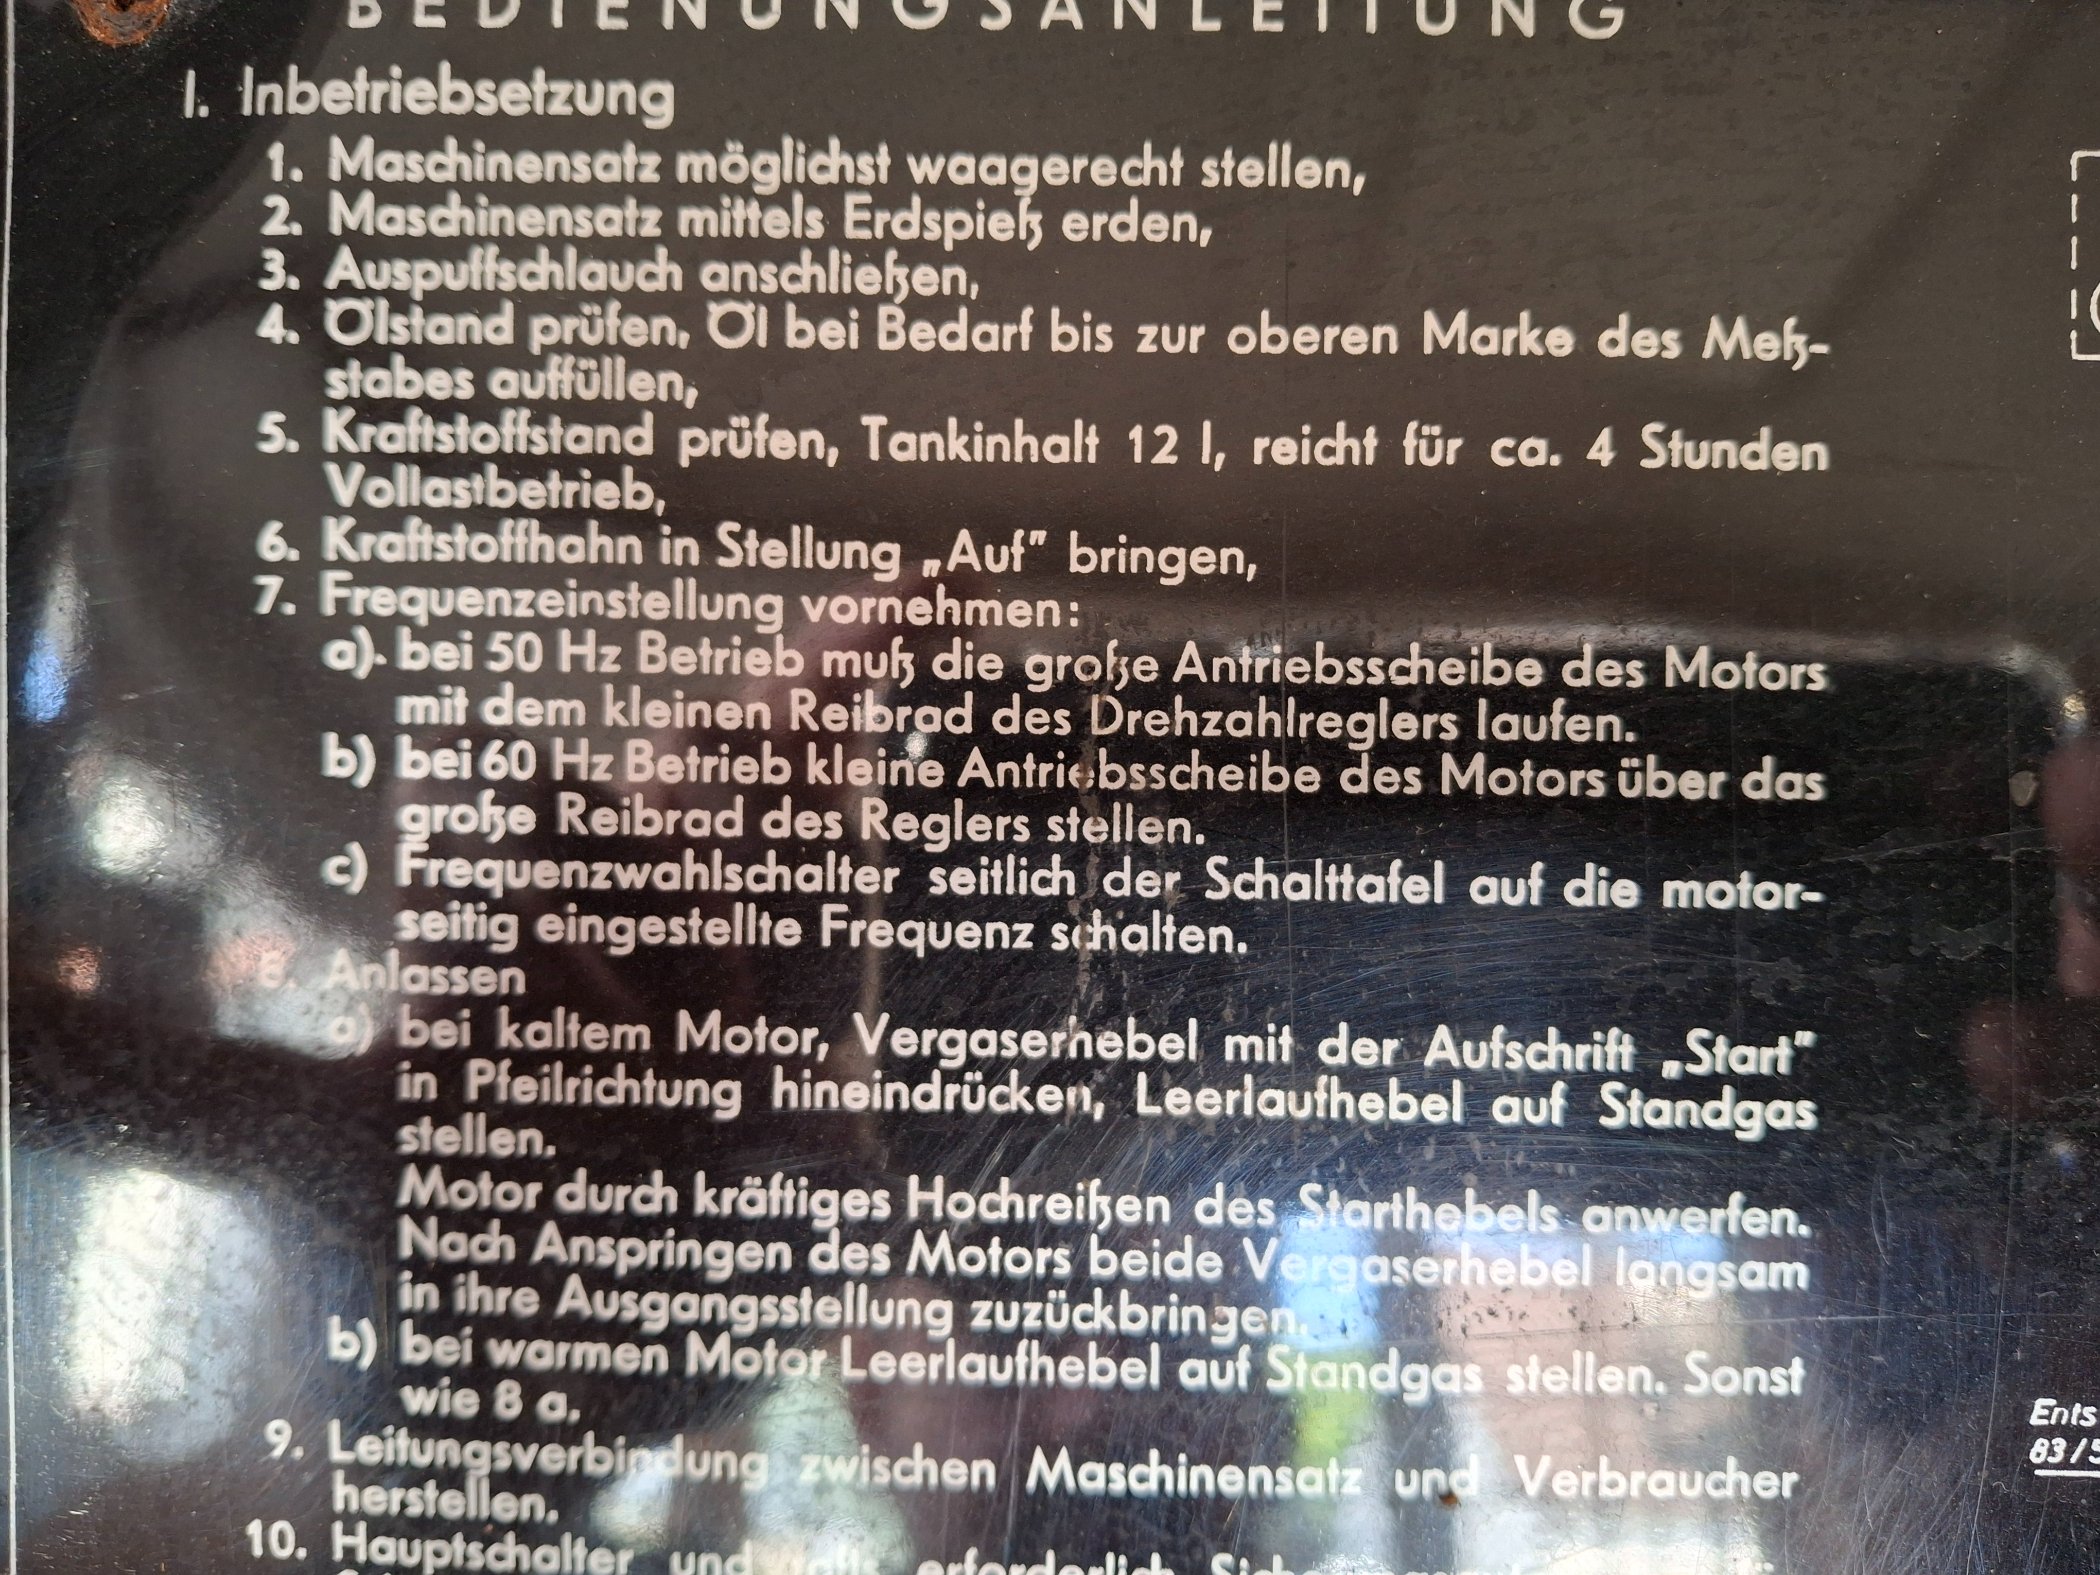 BEDIENUNGSANLEITUNG
I. Inbetriebsetzung
1. Maschinensatz möglichst waagerecht stellen,
2. Maschinensatz mittels Erdspieß erden,
3. Auspuffschlauch anschließen,
4. Ölstand prüfen, Öl bei Bedarf bis zur oberen Marke des Meß-
stabes auffüllen,
5. Kraftstoffstand prüfen, Tankinhalt 12 l, reicht für ca. 4 Stunden
Vollastbetrieb,
6. Kraftstoffhahn in Stellung „Auf" bringen,
7. Frequenzeinstellung vornehmen:
a) bei 50 Hz Betrieb muß die große Antriebsscheibe des Motors
mit dem kleinen Reibrad des Drehzahlreglers laufen.
b) bei 60 Hz Betrieb kleine Antriebsscheibe des Motors über das
große Reibrad des Reglers stellen.
c) Frequenzwahlschalter seitlich der Schalttafel auf die motor-
seitig eingestellte Frequenz schalten.
8. Anlassen
a) bei kaltem Motor, Vergaserhebel mit der Aufschrift „Start"
in Pfeilrichtung hineindrücken, Leerlaufhebel auf Standgas
stellen.
Motor durch kräftiges Hochreißen des Starthebels anwerfen.
Nach Anspringen des Motors beide Vergaserhebel langsam
in ihre Ausgangsstellung zuzückbringen.
b) bei warmen Motor Leerlaufhebel auf Standgas stellen. Sonst
wie 8 a.
9. Leitungsverbindung zwischen Maschinensatz und Verbraucher
herstellen.
10. Hauptschalter und erforderlich
Ents
83/5